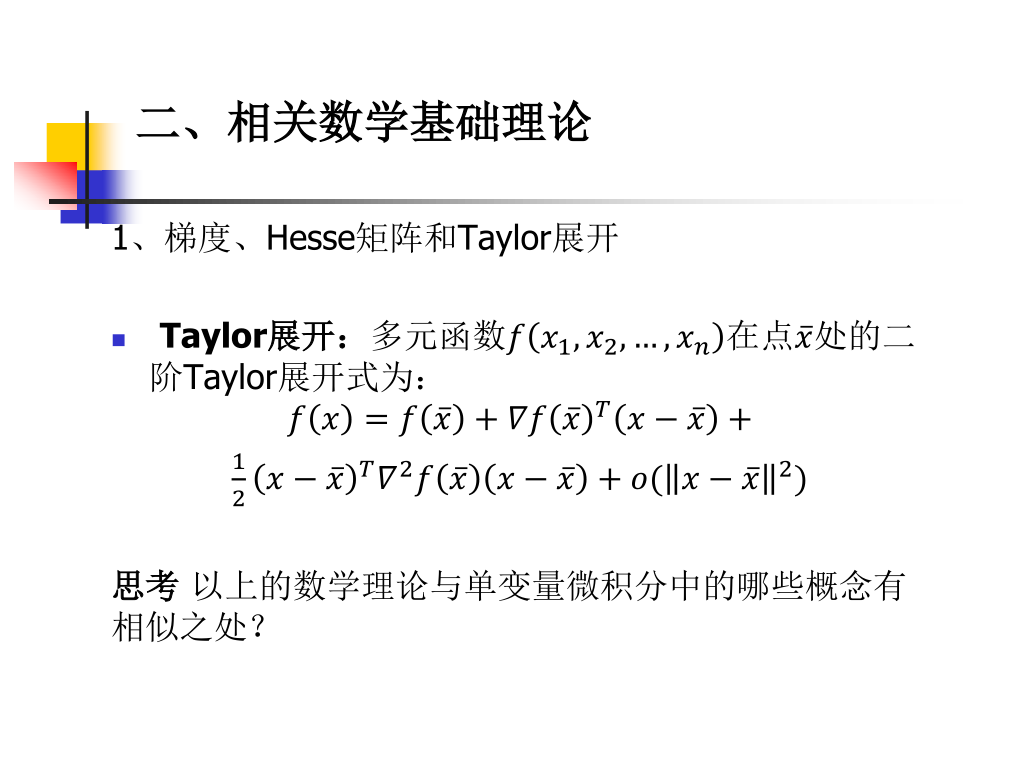 二、相关数学基础理论
1、梯度、Hesse矩阵和Taylor展开
■ Taylor展开：多元函数𝑓(𝑥₁, 𝑥₂, … , 𝑥ₙ)在点𝑥̄处的二
阶Taylor展开式为：
𝑓(𝑥) = 𝑓(𝑥̄) + 𝛻𝑓(𝑥̄)ᵀ(𝑥 − 𝑥̄) +
½(𝑥 − 𝑥̄)ᵀ𝛻²𝑓(𝑥̄)(𝑥 − 𝑥̄) + 𝑜(‖𝑥 − 𝑥̄‖²)
思考 以上的数学理论与单变量微积分中的哪些概念有
相似之处？